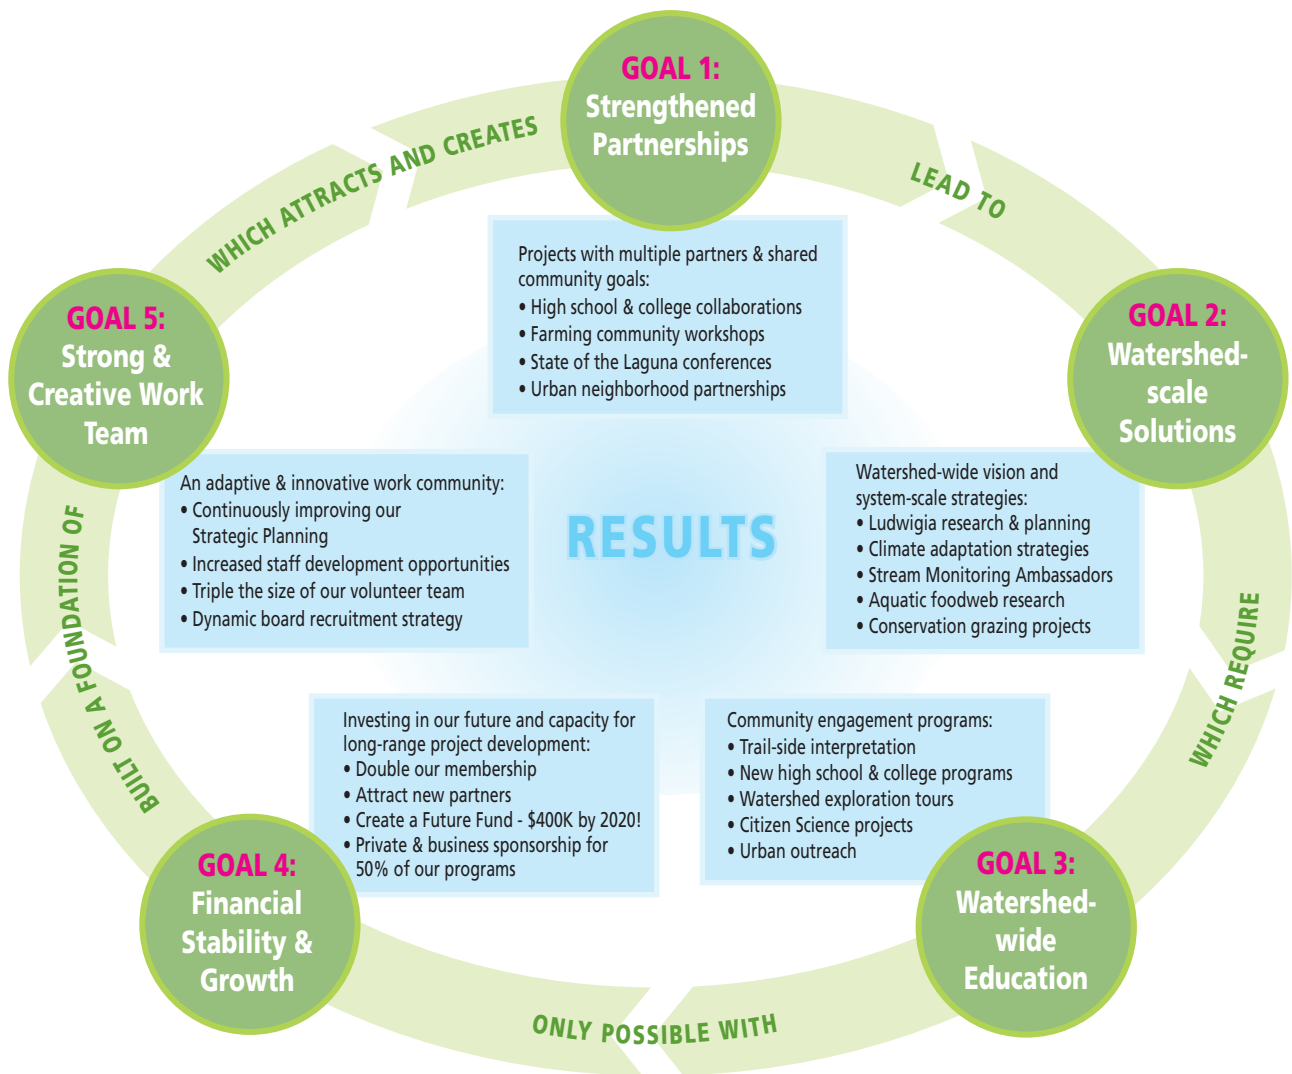 GOAL 1:
Strengthened
Partnerships
LEAD TO
GOAL 2:
Watershed-
scale
Solutions
WHICH REQUIRE
GOAL 3:
Watershed-
wide
Education
ONLY POSSIBLE WITH
GOAL 4:
Financial
Stability &
Growth
BUILT ON A FOUNDATION OF
GOAL 5:
Strong &
Creative Work
Team
WHICH ATTRACTS AND CREATES
Projects with multiple partners & shared
community goals:
• High school & college collaborations
• Farming community workshops
• State of the Laguna conferences
• Urban neighborhood partnerships
Watershed-wide vision and
system-scale strategies:
• Ludwigia research & planning
• Climate adaptation strategies
• Stream Monitoring Ambassadors
• Aquatic foodweb research
• Conservation grazing projects
Community engagement programs:
• Trail-side interpretation
• New high school & college programs
• Watershed exploration tours
• Citizen Science projects
• Urban outreach
Investing in our future and capacity for
long-range project development:
• Double our membership
• Attract new partners
• Create a Future Fund - $400K by 2020!
• Private & business sponsorship for
50% of our programs
An adaptive & innovative work community:
• Continuously improving our
Strategic Planning
• Increased staff development opportunities
• Triple the size of our volunteer team
• Dynamic board recruitment strategy
RESULTS